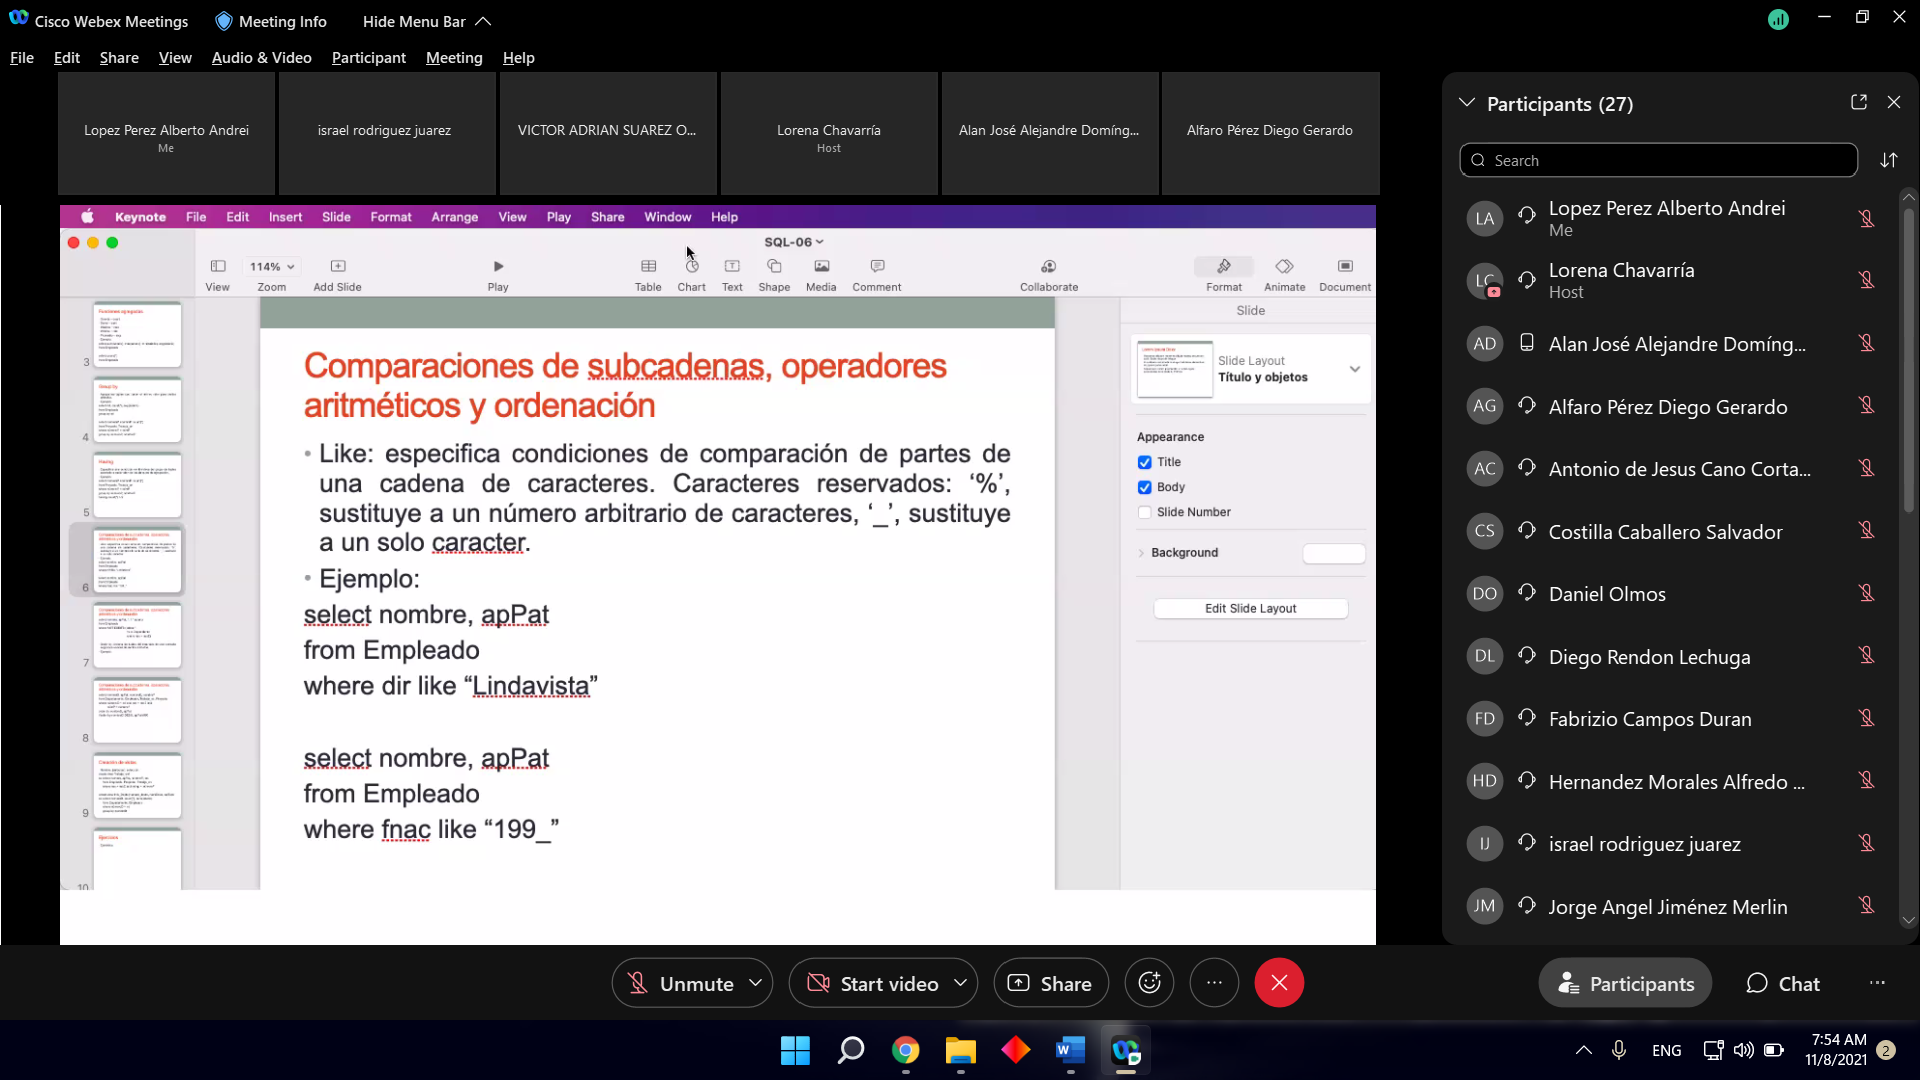 Cisco Webex Meetings
Meeting Info
Hide Menu Bar
File Edit Share View Audio & Video Participant Meeting Help
Lopez Perez Alberto Andrei
Me
israel rodriguez juarez
VICTOR ADRIAN SUAREZ O...
Lorena Chavarría
Host
Alan José Alejandre Domíng...
Alfaro Pérez Diego Gerardo
Keynote File Edit Insert Slide Format Arrange View Play Share Window Help
SQL-06
114%
View Zoom Add Slide Play Table Chart Text Shape Media Comment Collaborate Format Animate Document
3
4
5
6
7
8
9
10
Comparaciones de subcadenas, operadores
aritméticos y ordenación
• Like: especifica condiciones de comparación de partes de
una cadena de caracteres. Caracteres reservados: ‘%’,
sustituye a un número arbitrario de caracteres, ‘_’, sustituye
a un solo caracter.
• Ejemplo:
select nombre, apPat
from Empleado
where dir like “Lindavista”
select nombre, apPat
from Empleado
where fnac like “199_”
Slide
Slide Layout
Título y objetos
Appearance
Title
Body
Slide Number
Background
Edit Slide Layout
Participants (27)
Search
LA Lopez Perez Alberto Andrei
Me
LC Lorena Chavarría
Host
AD Alan José Alejandre Domíng...
AG Alfaro Pérez Diego Gerardo
AC Antonio de Jesus Cano Corta...
CS Costilla Caballero Salvador
DO Daniel Olmos
DL Diego Rendon Lechuga
FD Fabrizio Campos Duran
HD Hernandez Morales Alfredo ...
IJ israel rodriguez juarez
JM Jorge Angel Jiménez Merlin
Unmute
Start video
Share
Participants
Chat
ENG
7:54 AM
11/8/2021
2